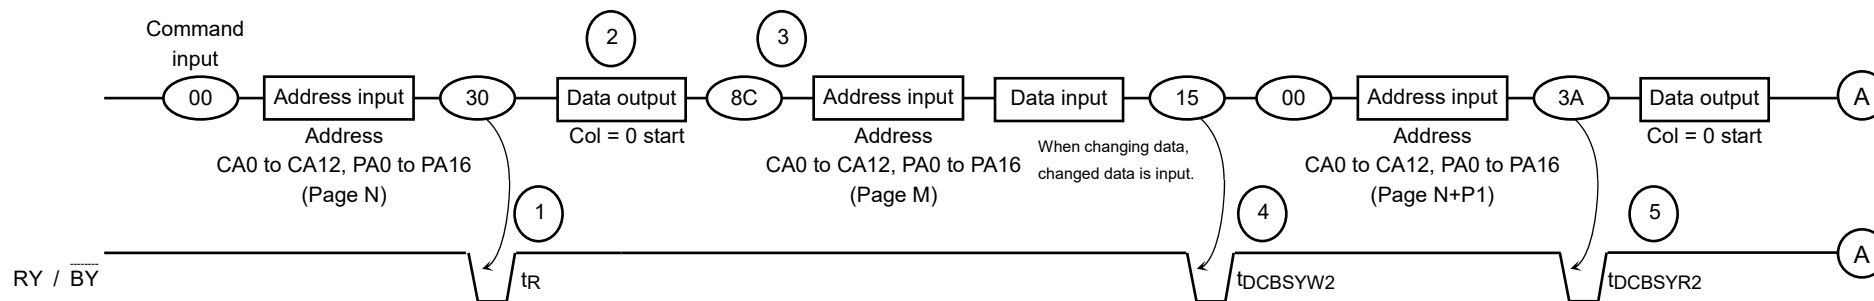 Command
input
2
3
00
Address input
30
Data output
8C
Address input
Data input
15
00
Address input
3A
Data output
A
Address
CA0 to CA12, PA0 to PA16
(Page N)
Col = 0 start
Address
CA0 to CA12, PA0 to PA16
(Page M)
When changing data,
changed data is input.
Address
CA0 to CA12, PA0 to PA16
(Page N+P1)
Col = 0 start
1
4
5
RY / BY
tR
tDCBSYW2
tDCBSYR2
A